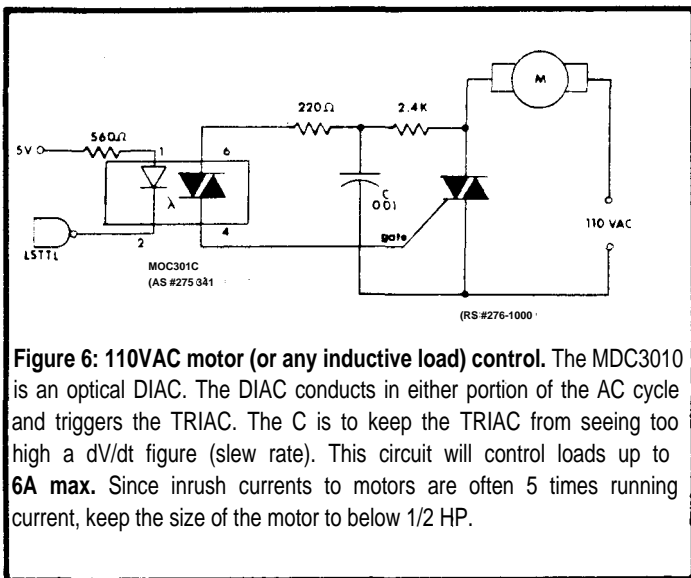 220Ω
2.4K
M
560Ω
5V
1
6
λ
C
001
110 VAC
2
4
gate
LSTTL
MOC301C
(AS #275 341
(RS #276-1000
Figure 6: 110VAC motor (or any inductive load) control. The MDC3010
is an optical DIAC. The DIAC conducts in either portion of the AC cycle
and triggers the TRIAC. The C is to keep the TRIAC from seeing too
high a dV/dt figure (slew rate). This circuit will control loads up to
6A max. Since inrush currents to motors are often 5 times running
current, keep the size of the motor to below 1/2 HP.